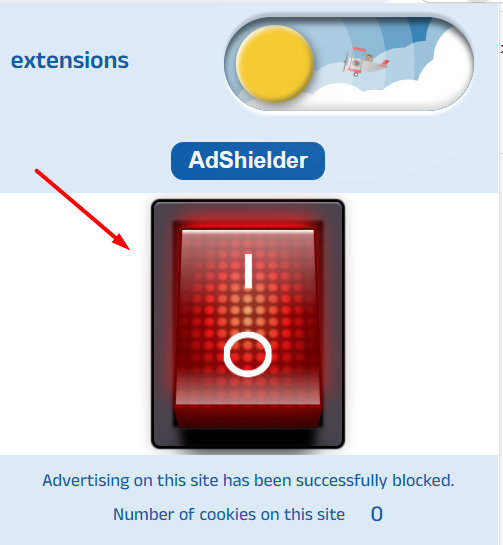 extensions
AdShielder
I
O
Advertising on this site has been successfully blocked.
Number of cookies on this site 0